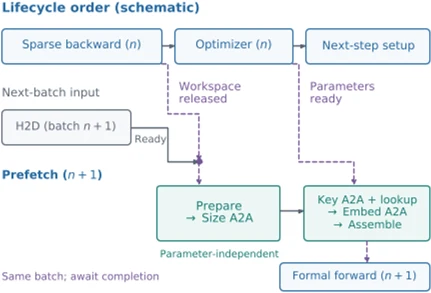 Lifecycle order (schematic)
Sparse backward (n)
Optimizer (n)
Next-step setup
Workspace
released
Parameters
ready
Next-batch input
H2D (batch n + 1)
Ready
Prefetch (n + 1)
Prepare
→ Size A2A
Key A2A + lookup
→ Embed A2A
→ Assemble
Parameter-independent
Same batch; await completion
Formal forward (n + 1)